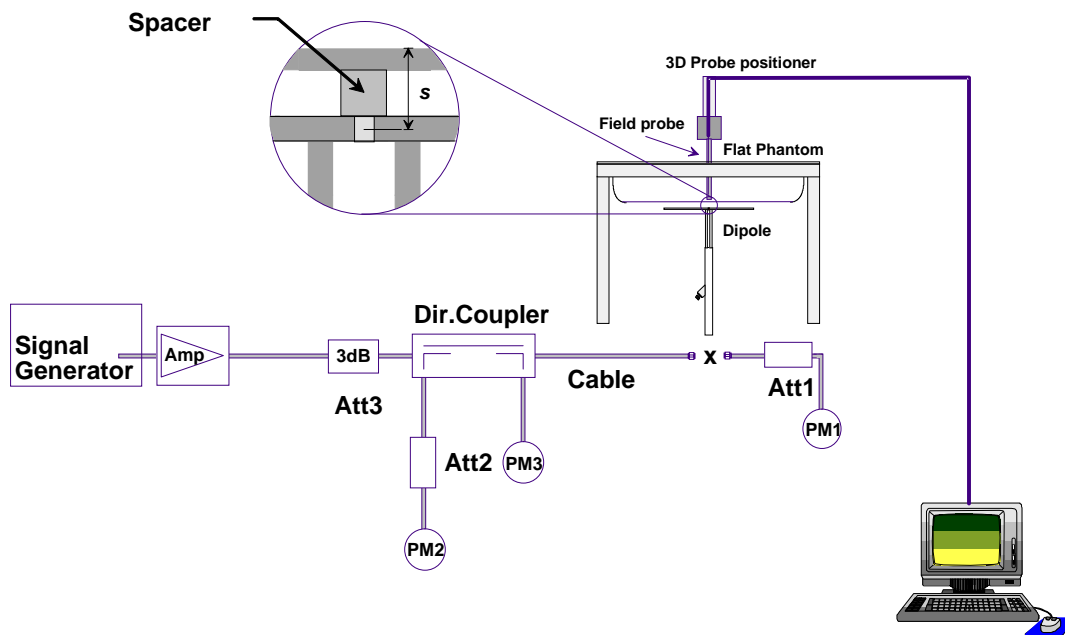 Spacer
s
3D Probe positioner
Field probe
Flat Phantom
Dipole
Dir.Coupler
Signal
Generator
Amp
3dB
Att3
Cable
x
Att1
PM1
Att2
PM3
PM2